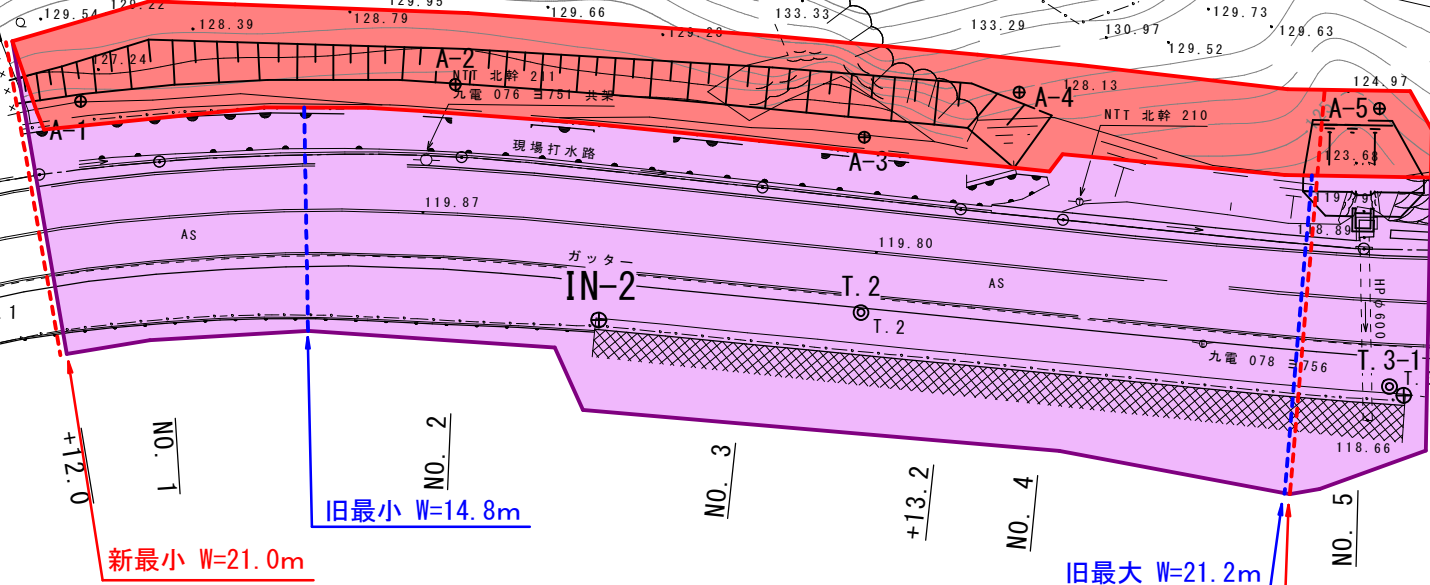 129.54
129.22
129.95
128.39
128.79
129.66
129.23
133.33
133.29
129.73
130.97
129.52
129.63
127.24
A-2
NTT 北幹 211
九電 076 ヨ751 共架
128.13
A-4
NTT 北幹 210
124.97
A-5
A-1
A-3
123.68
現場打水路
119.87
119.79
118.89
AS
119.80
ガッター
IN-2
T.2
T.2
AS
HPφ600
九電 078 ヨ756
T.3-1
T.
118.66
+12.0
NO. 1
NO. 2
NO. 3
+13.2
NO. 4
NO. 5
旧最小 W=14.8m
新最小 W=21.0m
旧最大 W=21.2m